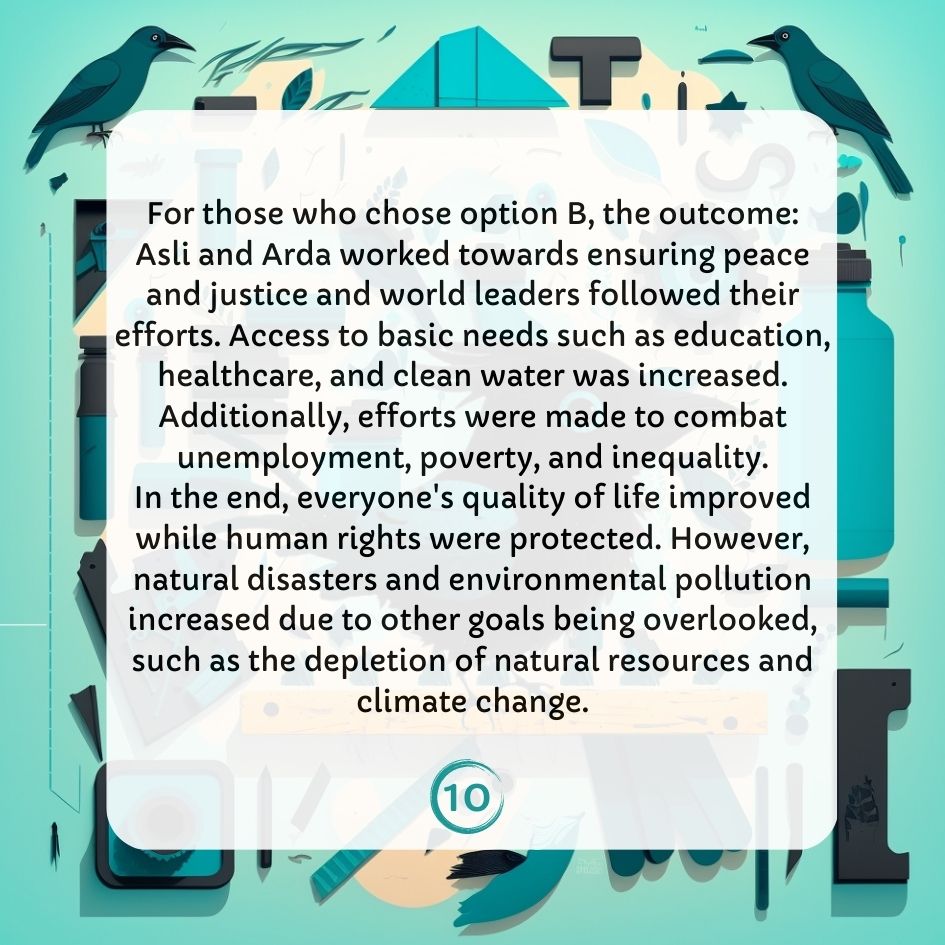 For those who chose option B, the outcome:
Asli and Arda worked towards ensuring peace
and justice and world leaders followed their
efforts. Access to basic needs such as education,
healthcare, and clean water was increased.
Additionally, efforts were made to combat
unemployment, poverty, and inequality.
In the end, everyone's quality of life improved
while human rights were protected. However,
natural disasters and environmental pollution
increased due to other goals being overlooked,
such as the depletion of natural resources and
climate change.
10